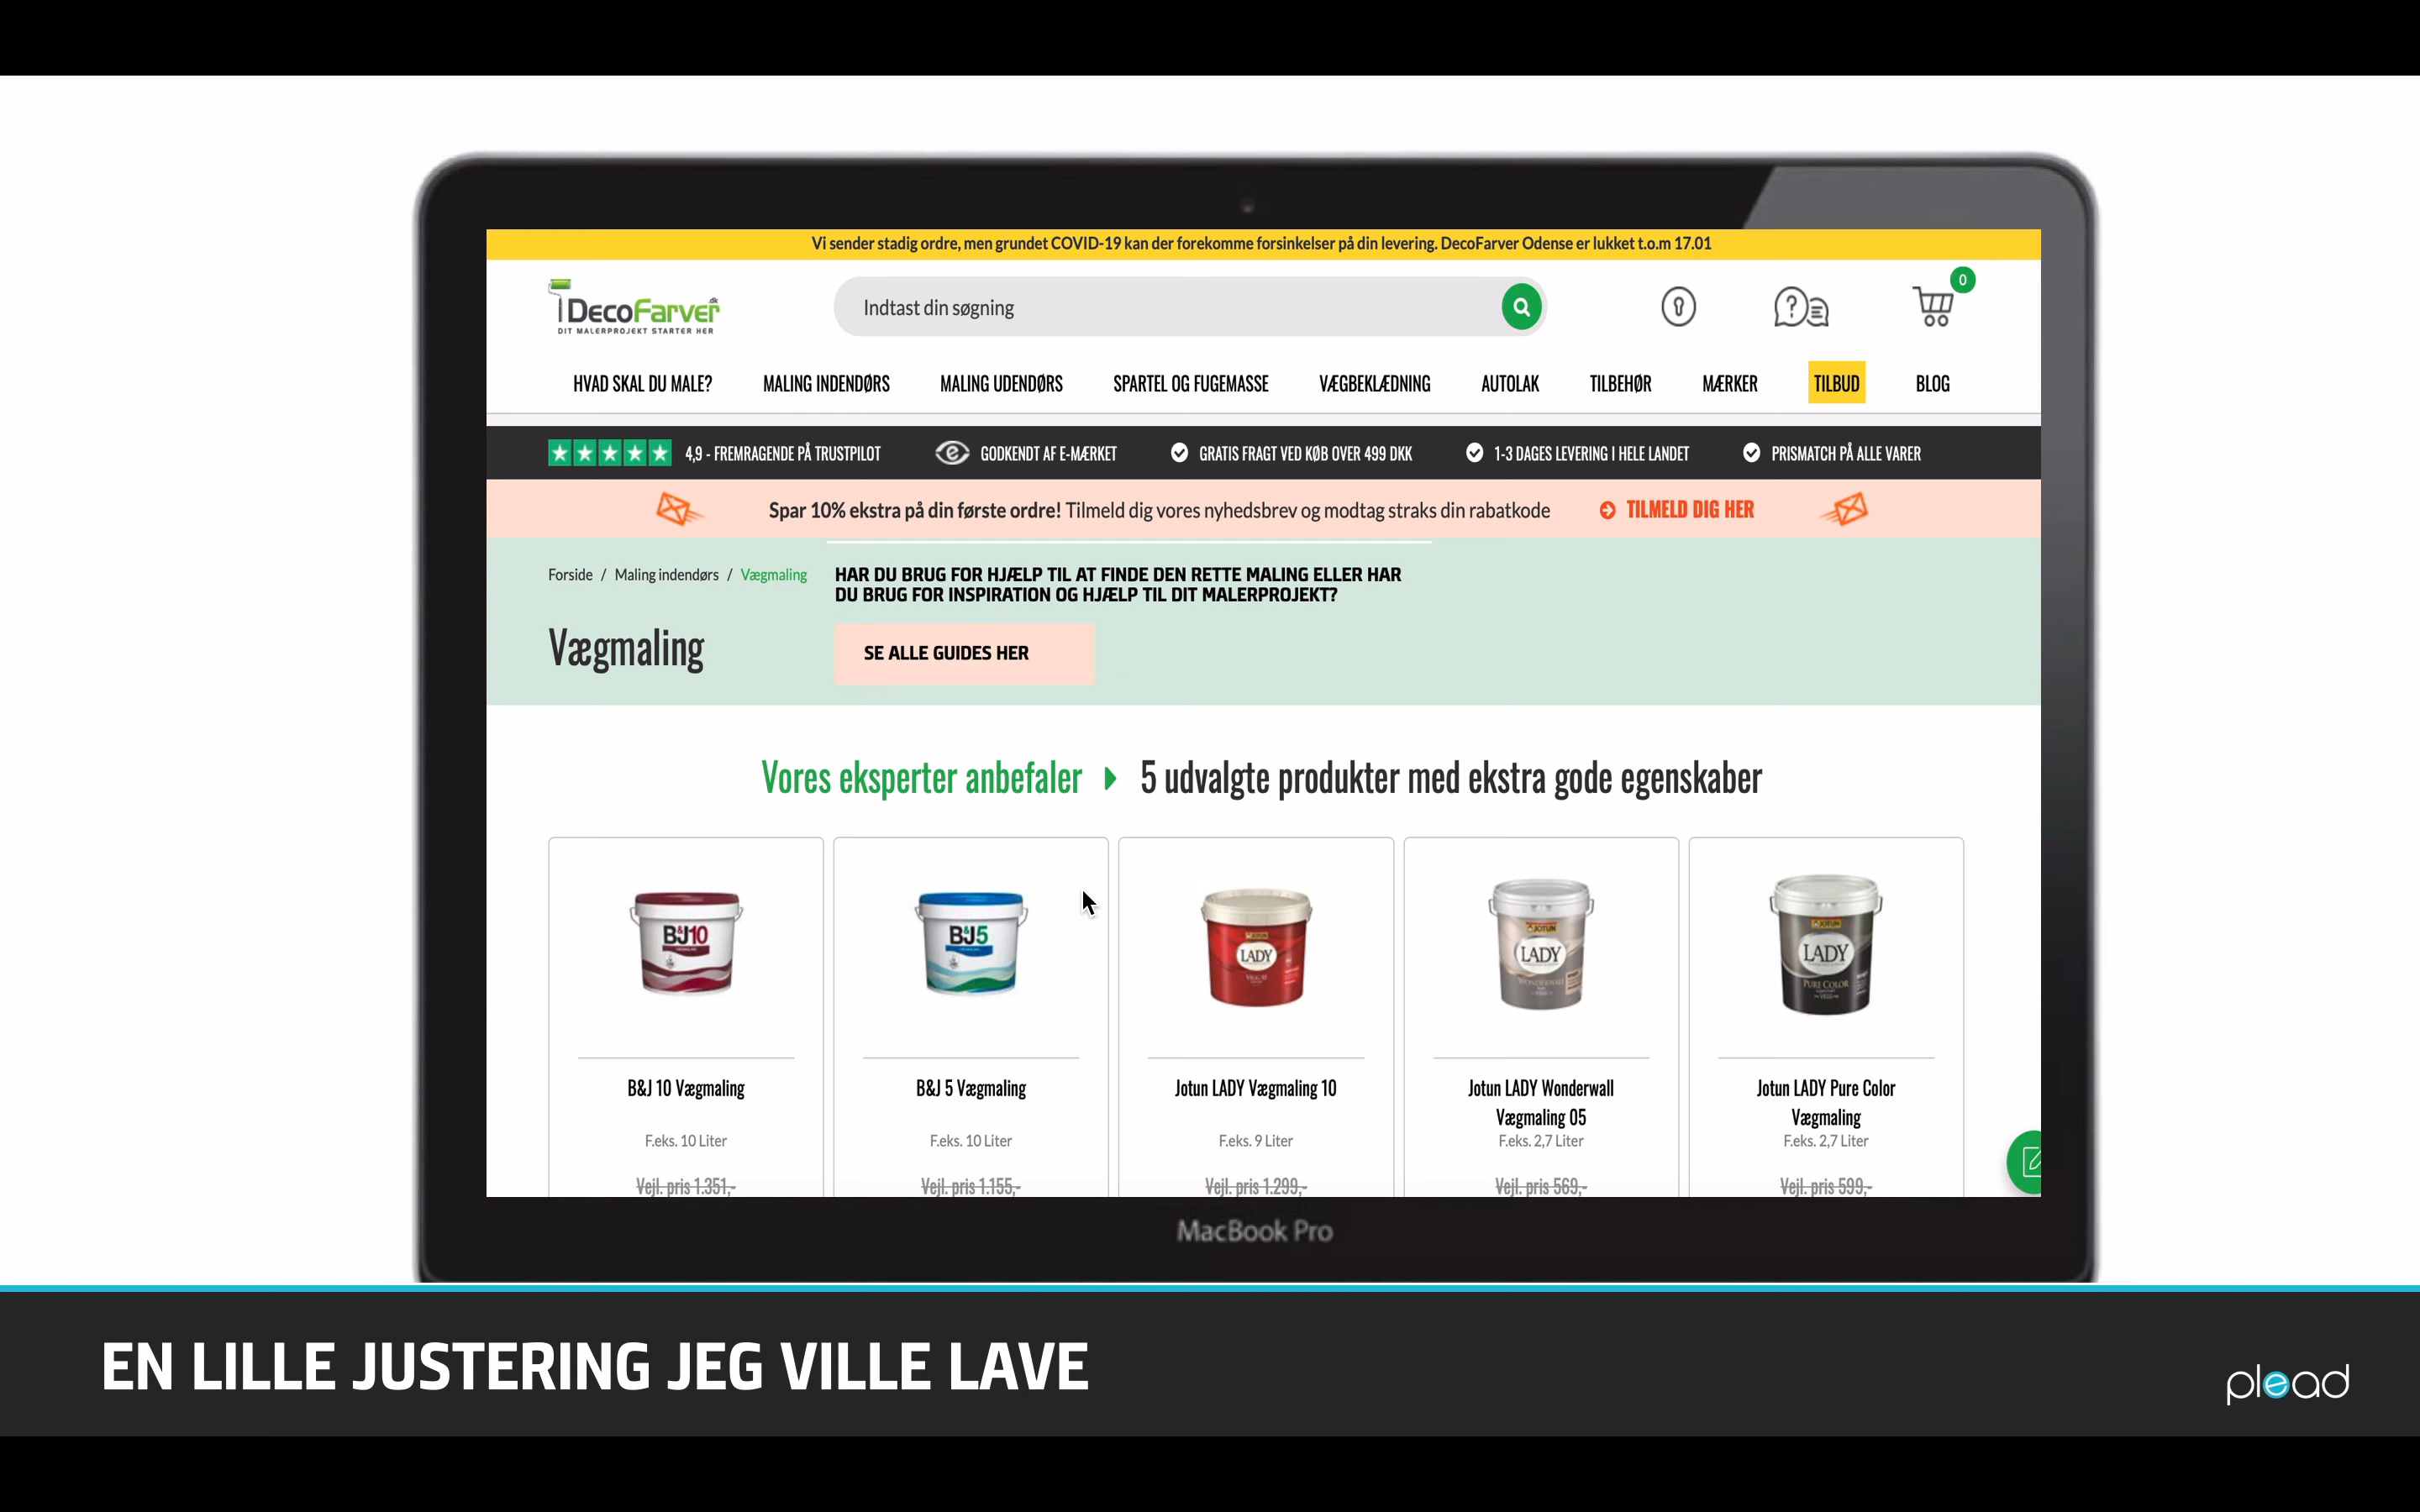 Vi sender stadig ordre, men grundet COVID-19 kan der forekomme forsinkelser på din levering. DecoFarver Odense er lukket t.o.m 17.01
DecoFarver.dk
DIT MALERPROJEKT STARTER HER
Indtast din søgning
0
HVAD SKAL DU MALE? MALING INDENDØRS MALING UDENDØRS SPARTEL OG FUGEMASSE VÆGBEKLÆDNING AUTOLAK TILBEHØR MÆRKER TILBUD BLOG
4,9 - FREMRAGENDE PÅ TRUSTPILOT GODKENDT AF E-MÆRKET GRATIS FRAGT VED KØB OVER 499 DKK 1-3 DAGES LEVERING I HELE LANDET PRISMATCH PÅ ALLE VARER
Spar 10% ekstra på din første ordre! Tilmeld dig vores nyhedsbrev og modtag straks din rabatkode TILMELD DIG HER
Forside / Maling indendørs / Vægmaling
HAR DU BRUG FOR HJÆLP TIL AT FINDE DEN RETTE MALING ELLER HAR
DU BRUG FOR INSPIRATION OG HJÆLP TIL DIT MALERPROJEKT?
Vægmaling
SE ALLE GUIDES HER
Vores eksperter anbefaler 5 udvalgte produkter med ekstra gode egenskaber
B&J10
B&J5
JOTUN
LADY
JOTUN
LADY
WONDERWALL
JOTUN
LADY
PURE COLOR
B&J 10 Vægmaling
F.eks. 10 Liter
Vejl. pris 1.351,-
B&J 5 Vægmaling
F.eks. 10 Liter
Vejl. pris 1.155,-
Jotun LADY Vægmaling 10
F.eks. 9 Liter
Vejl. pris 1.299,-
Jotun LADY Wonderwall
Vægmaling 05
F.eks. 2,7 Liter
Vejl. pris 569,-
Jotun LADY Pure Color
Vægmaling
F.eks. 2,7 Liter
Vejl. pris 599,-
MacBook Pro
EN LILLE JUSTERING JEG VILLE LAVE
plead